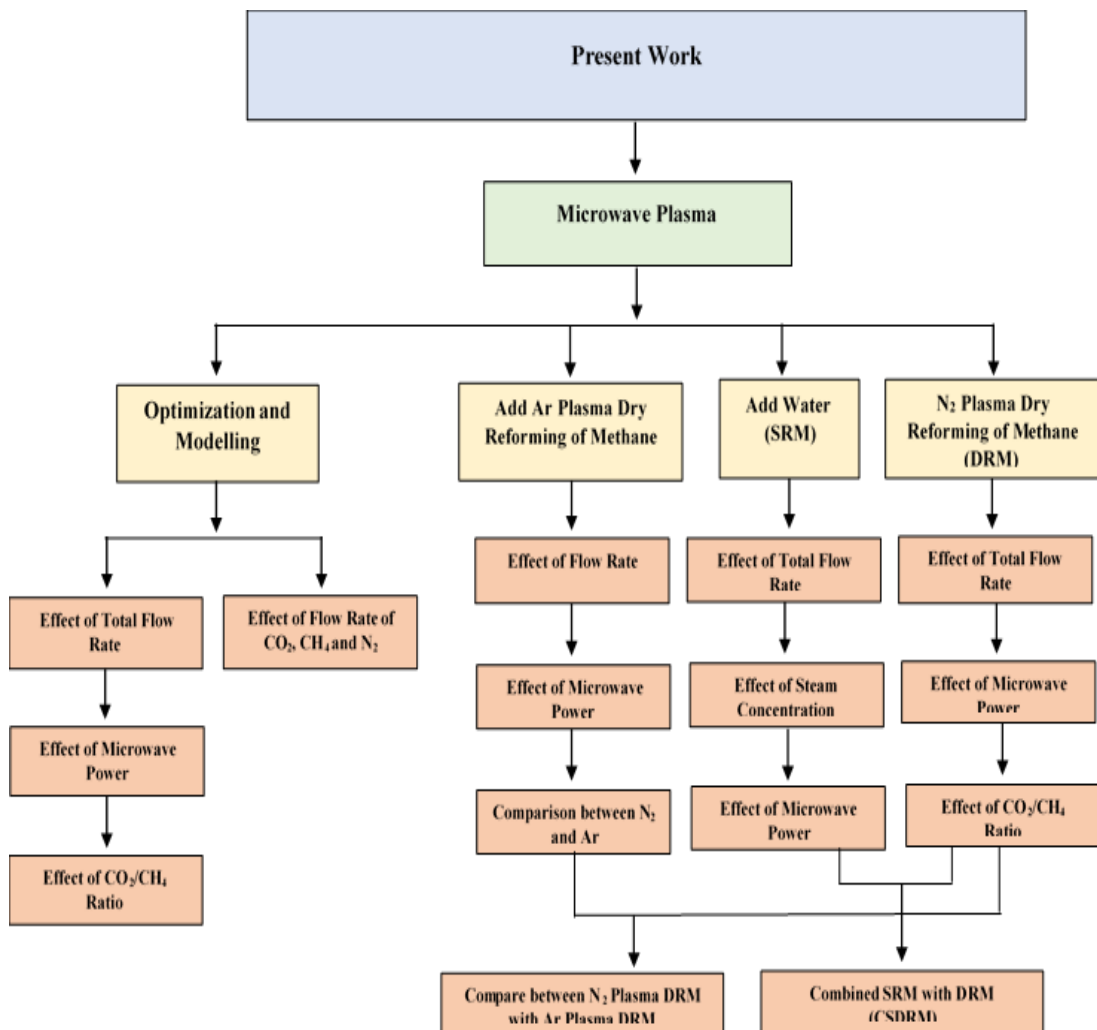 Present Work
Microwave Plasma
Optimization and
Modelling
Add Ar Plasma Dry
Reforming of Methane
Add Water
(SRM)
N₂ Plasma Dry
Reforming of Methane
(DRM)
Effect of Total Flow
Rate
Effect of Microwave
Power
Effect of CO₂/CH₄
Ratio
Effect of Flow Rate of
CO₂, CH₄ and N₂
Effect of Flow Rate
Effect of Microwave
Power
Comparison between N₂
and Ar
Effect of Total Flow
Rate
Effect of Steam
Concentration
Effect of Microwave
Power
Effect of Total Flow
Rate
Effect of Microwave
Power
Effect of CO₂/CH₄
Ratio
Compare between N₂ Plasma DRM
with Ar Plasma DRM
Combined SRM with DRM
(CSDRM)